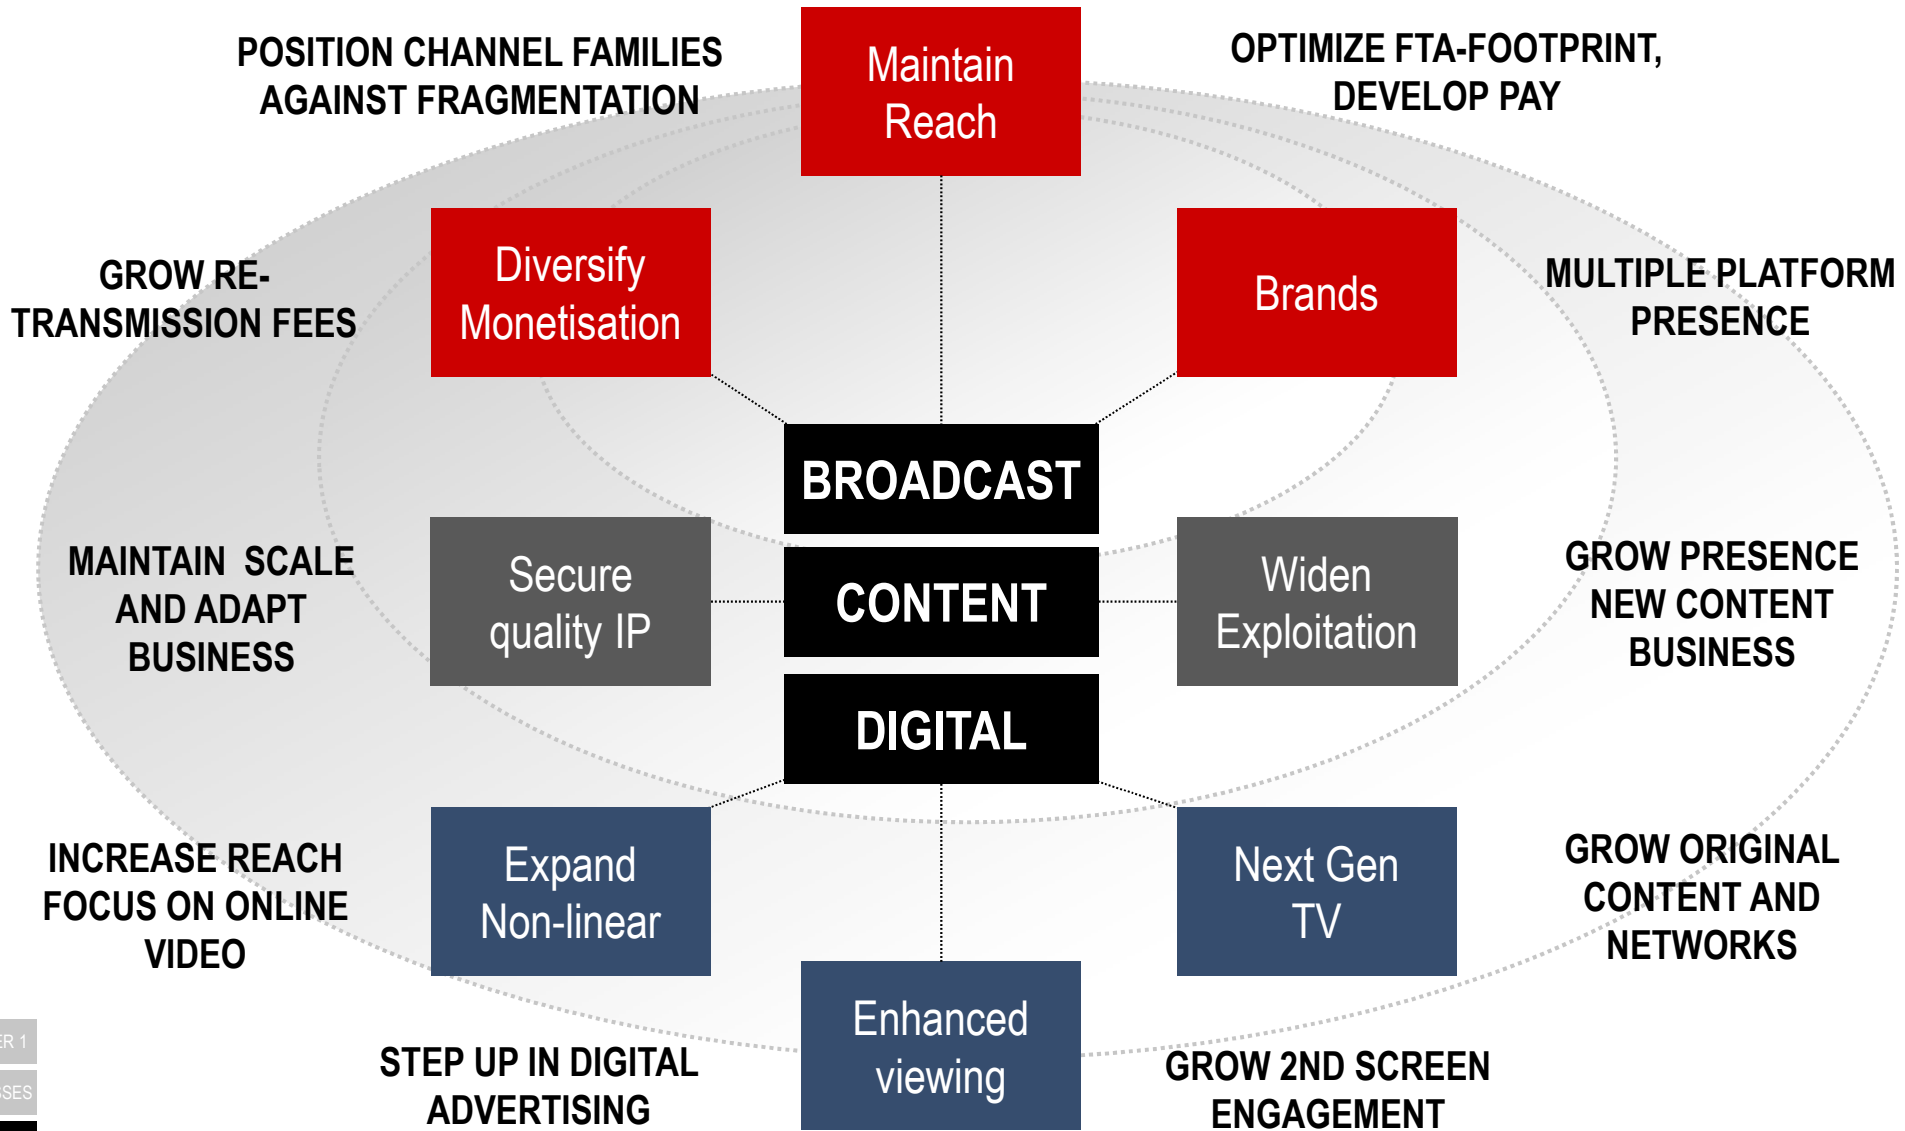 POSITION CHANNEL FAMILIES
AGAINST FRAGMENTATION
Maintain
Reach
OPTIMIZE FTA-FOOTPRINT,
DEVELOP PAY
GROW RE-
TRANSMISSION FEES
Diversify
Monetisation
Brands
MULTIPLE PLATFORM
PRESENCE
BROADCAST
MAINTAIN SCALE
AND ADAPT
BUSINESS
Secure
quality IP
CONTENT
Widen
Exploitation
GROW PRESENCE
NEW CONTENT
BUSINESS
DIGITAL
INCREASE REACH
FOCUS ON ONLINE
VIDEO
Expand
Non-linear
Next Gen
TV
GROW ORIGINAL
CONTENT AND
NETWORKS
STEP UP IN DIGITAL
ADVERTISING
Enhanced
viewing
GROW 2ND SCREEN
ENGAGEMENT
1